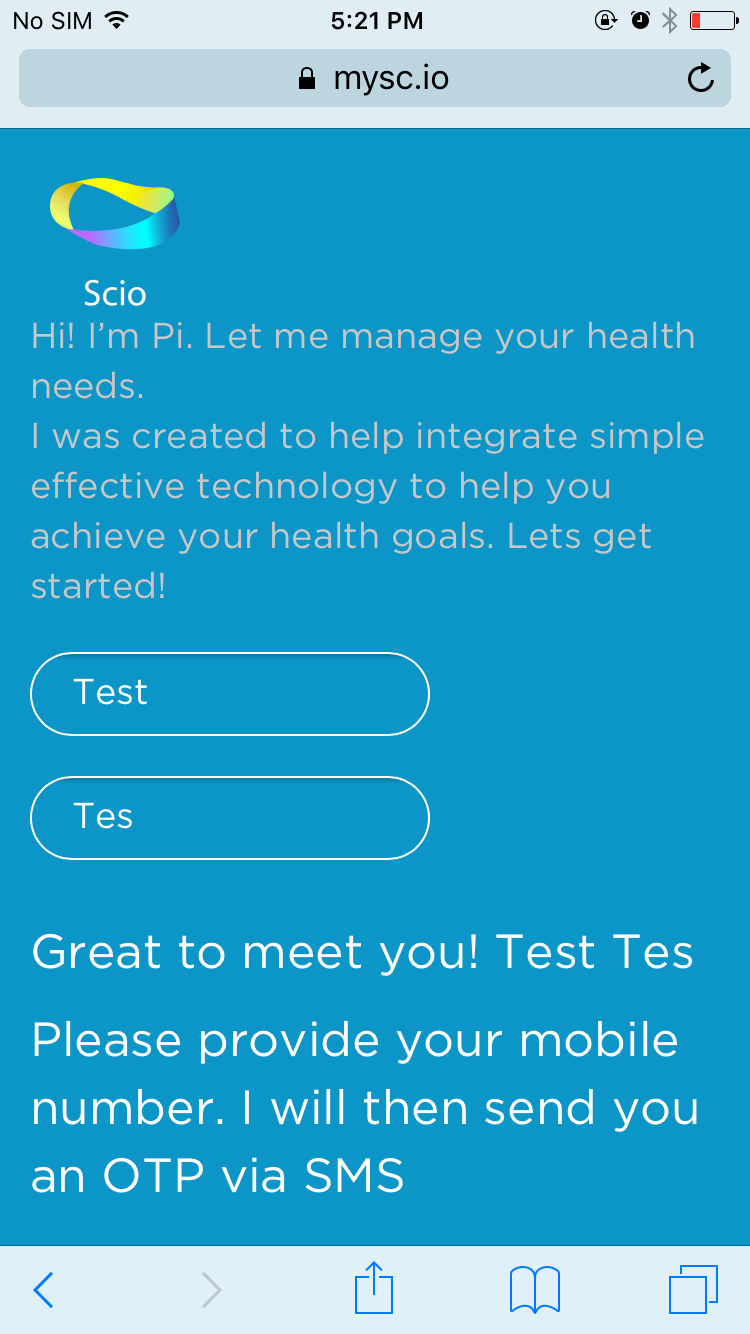 No SIM 5:21 PM
mysc.io
Scio
Hi! I’m Pi. Let me manage your health
needs.
I was created to help integrate simple
effective technology to help you
achieve your health goals. Lets get
started!
Test
Tes
Great to meet you! Test Tes
Please provide your mobile
number. I will then send you
an OTP via SMS